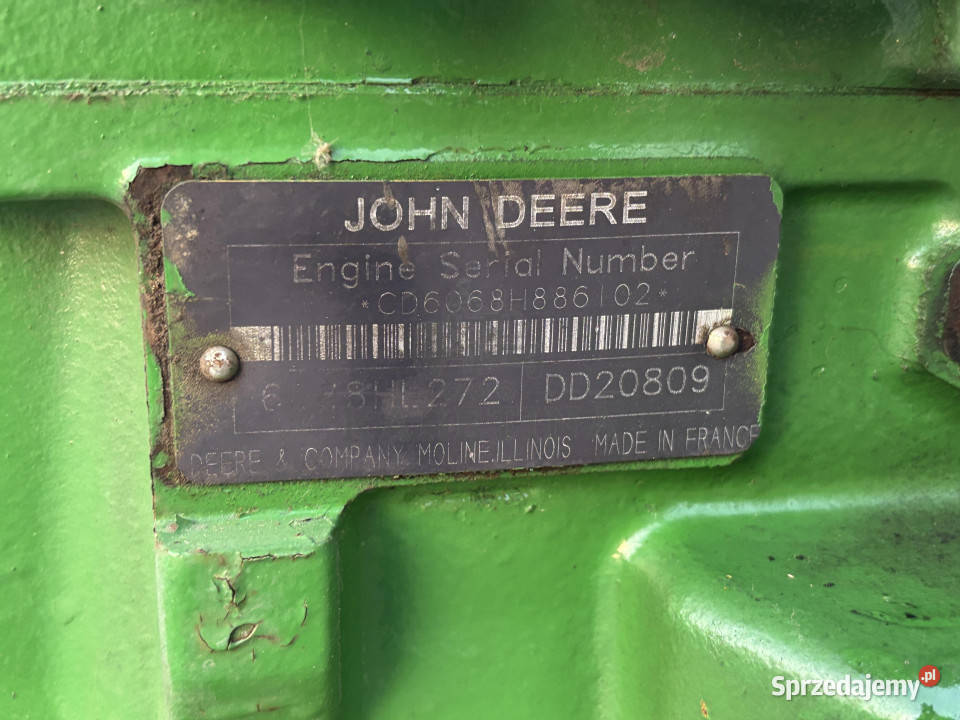 JOHN DEERE
Engine Serial Number
*CD6068H886102*
DD20809
DEERE & COMPANY MOLINE,ILLINOIS MADE IN FRANCE
Sprzedajemy.pl